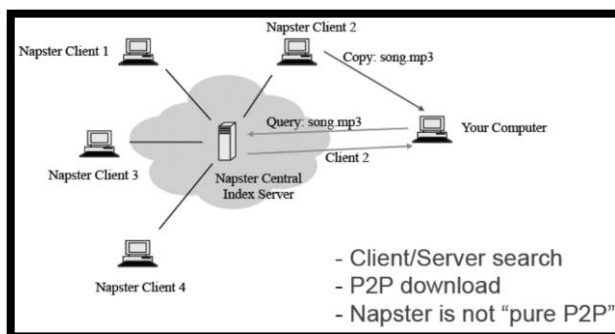 Napster Client 2
Napster Client 1
Copy: song.mp3
Query: song.mp3
Your Computer
Client 2
Napster Client 3
Napster Central
Index Server
Napster Client 4
- Client/Server search
- P2P download
- Napster is not “pure P2P”